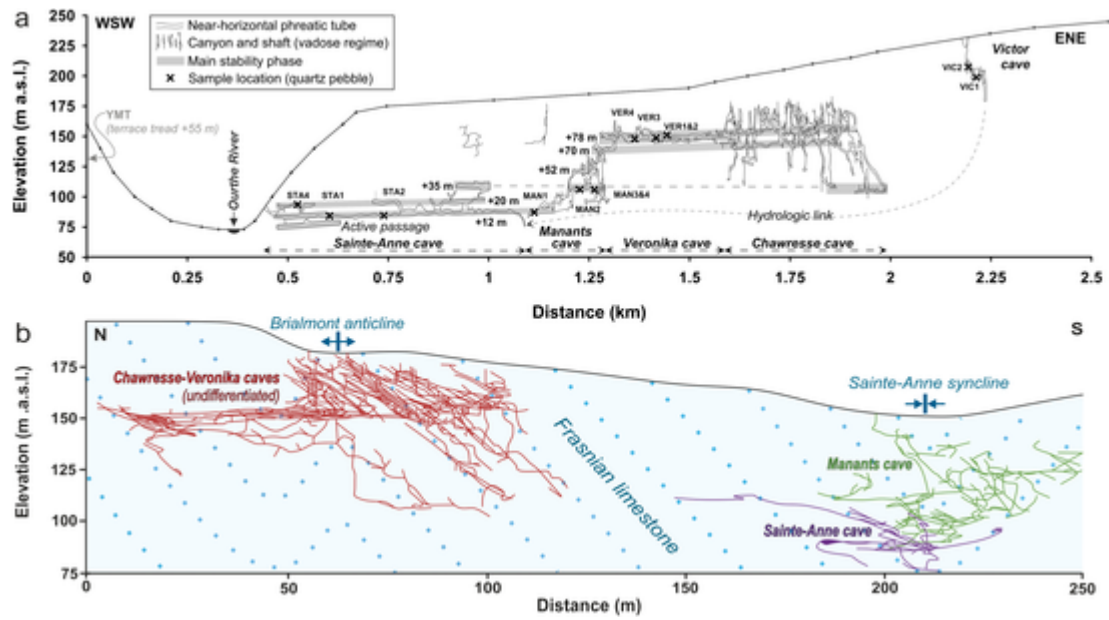 a
WSW
Near-horizontal phreatic tube
Canyon and shaft (vadose regime)
Main stability phase
Sample location (quartz pebble)
ENE
Victor
cave
VIC2
VIC1
YMT
(terrace tread +55 m)
Ourthe River
VER4
VER3
VER1&2
+78 m
+70 m
+52 m
+35 m
+20 m
+12 m
STA4
STA1
STA2
MAN1
MAN2
MAN3&4
Active passage
Hydrologic link
Sainte-Anne cave
Manants
cave
Veronika cave
Chawresse cave
Elevation (m a.s.l.)
250
225
200
175
150
125
100
75
50
0
0.25
0.5
0.75
1
1.25
1.5
1.75
2
2.25
2.5
Distance (km)
b
N
S
Brialmont anticline
Chawresse-Veronika caves
(undifferentiated)
Sainte-Anne syncline
Manants cave
Frasnian limestone
Sainte-Anne cave
Elevation (m .a.s.l.)
175
150
125
100
75
0
50
100
150
200
250
Distance (m)